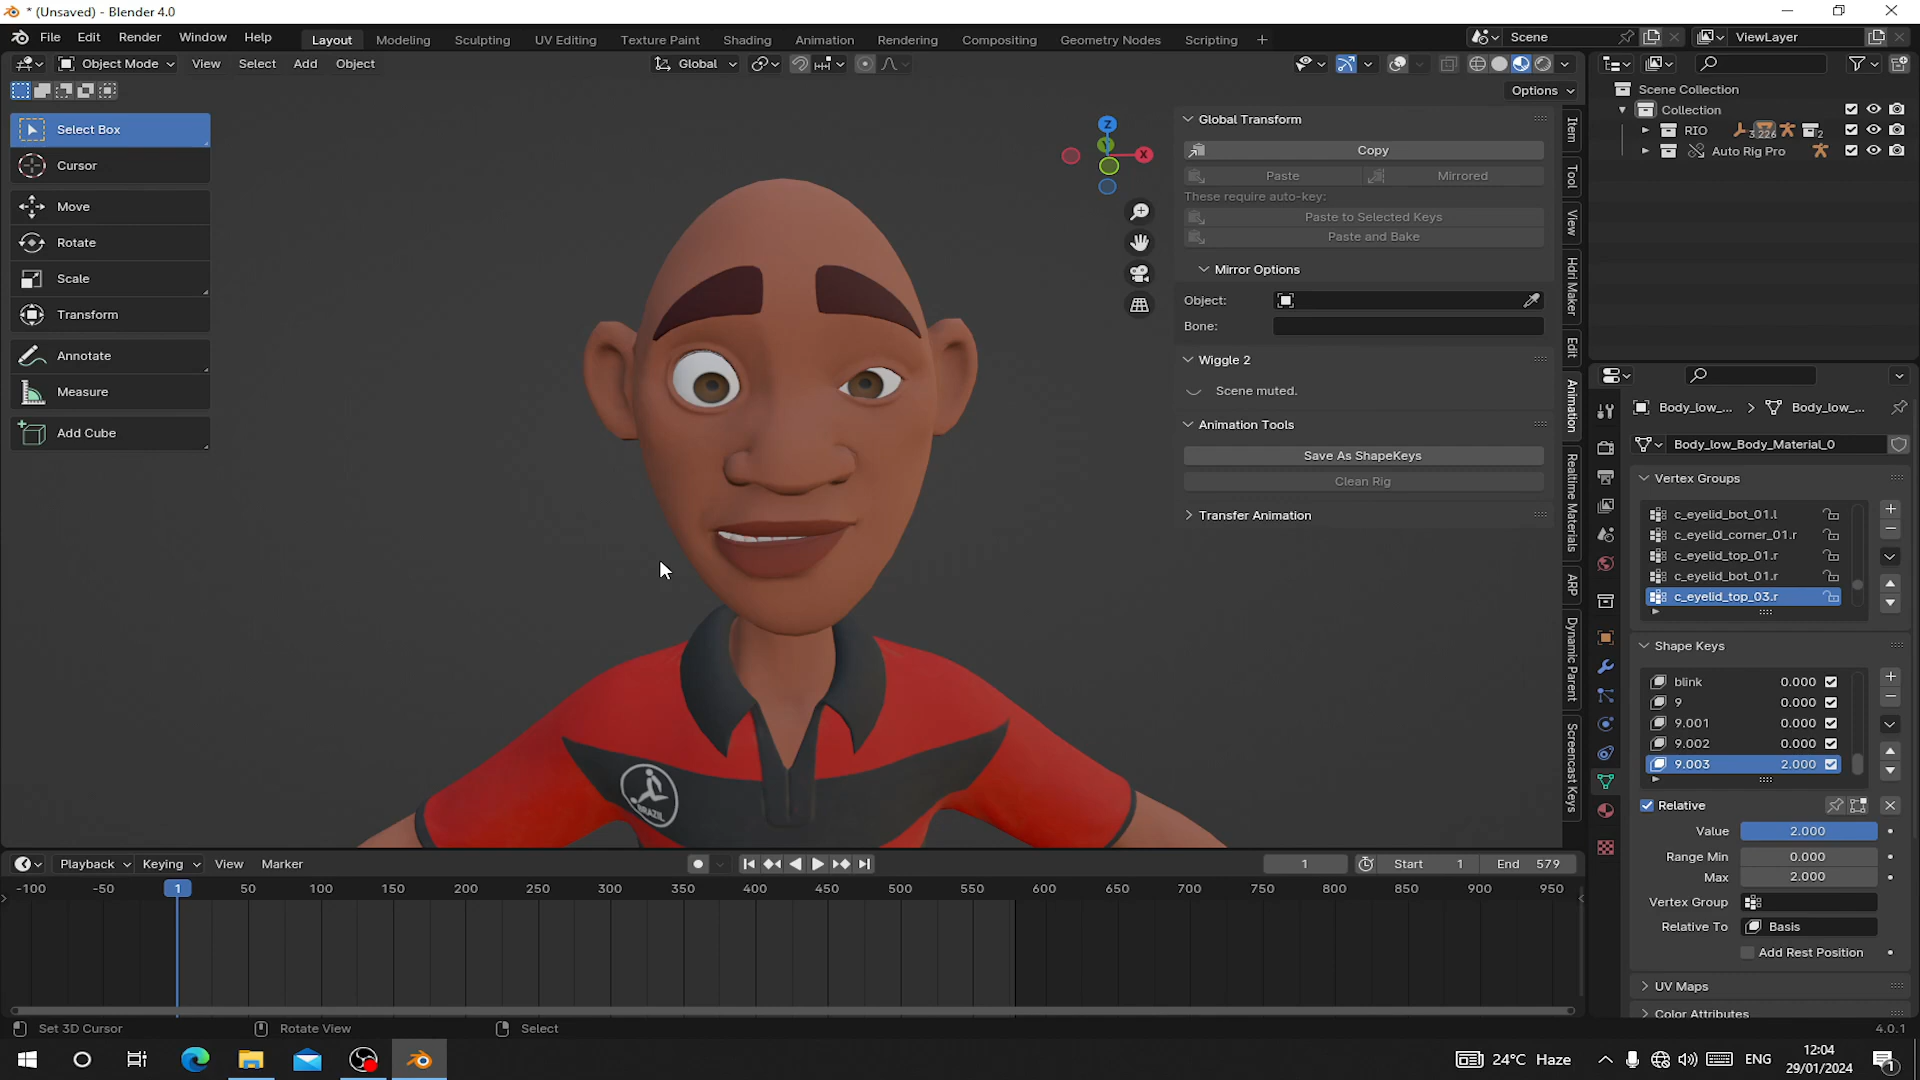 * (Unsaved) - Blender 4.0
File Edit Render Window Help Layout Modeling Sculpting UV Editing Texture Paint Shading Animation Rendering Compositing Geometry Nodes Scripting + Scene ViewLayer
Object Mode View Select Add Object Global
Options
Select Box
Cursor
Move
Rotate
Scale
Transform
Annotate
Measure
Add Cube
Z
X
BRAZIL
Global Transform
Copy
Paste Mirrored
These require auto-key:
Paste to Selected Keys
Paste and Bake
Mirror Options
Object:
Bone:
Wiggle 2
Scene muted.
Animation Tools
Save As ShapeKeys
Clean Rig
Transfer Animation
Item
Tool
View
Hdri Maker
Edit
Animation
Realtime Materials
ARP
Dynamic Parent
Screencast Keys
Scene Collection
Collection
RIO 3 226 2
Auto Rig Pro
Body_low_... > Body_low_...
Body_low_Body_Material_0
Vertex Groups
c_eyelid_bot_01.l
c_eyelid_corner_01.r
c_eyelid_top_01.r
c_eyelid_bot_01.r
c_eyelid_top_03.r
Shape Keys
blink 0.000
9 0.000
9.001 0.000
9.002 0.000
9.003 2.000
Relative
Value 2.000
Range Min 0.000
Max 2.000
Vertex Group
Relative To Basis
Add Rest Position
UV Maps
Color Attributes
Playback Keying View Marker 1 Start 1 End 579
-100 -50 1 50 100 150 200 250 300 350 400 450 500 550 600 650 700 750 800 850 900 950
Set 3D Cursor Rotate View Select 4.0.1
24°C Haze ENG 12:04
29/01/2024 1